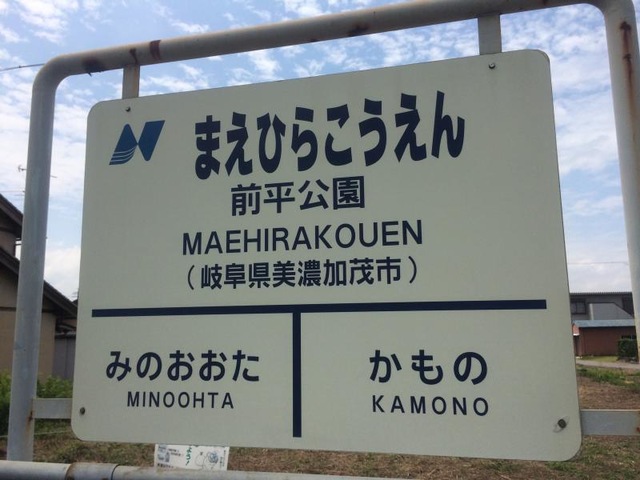 まえひらこうえん
前平公園
MAEHIRAKOUEN
（岐阜県美濃加茂市）
みのおおた
MINOOHTA
かもの
KAMONO